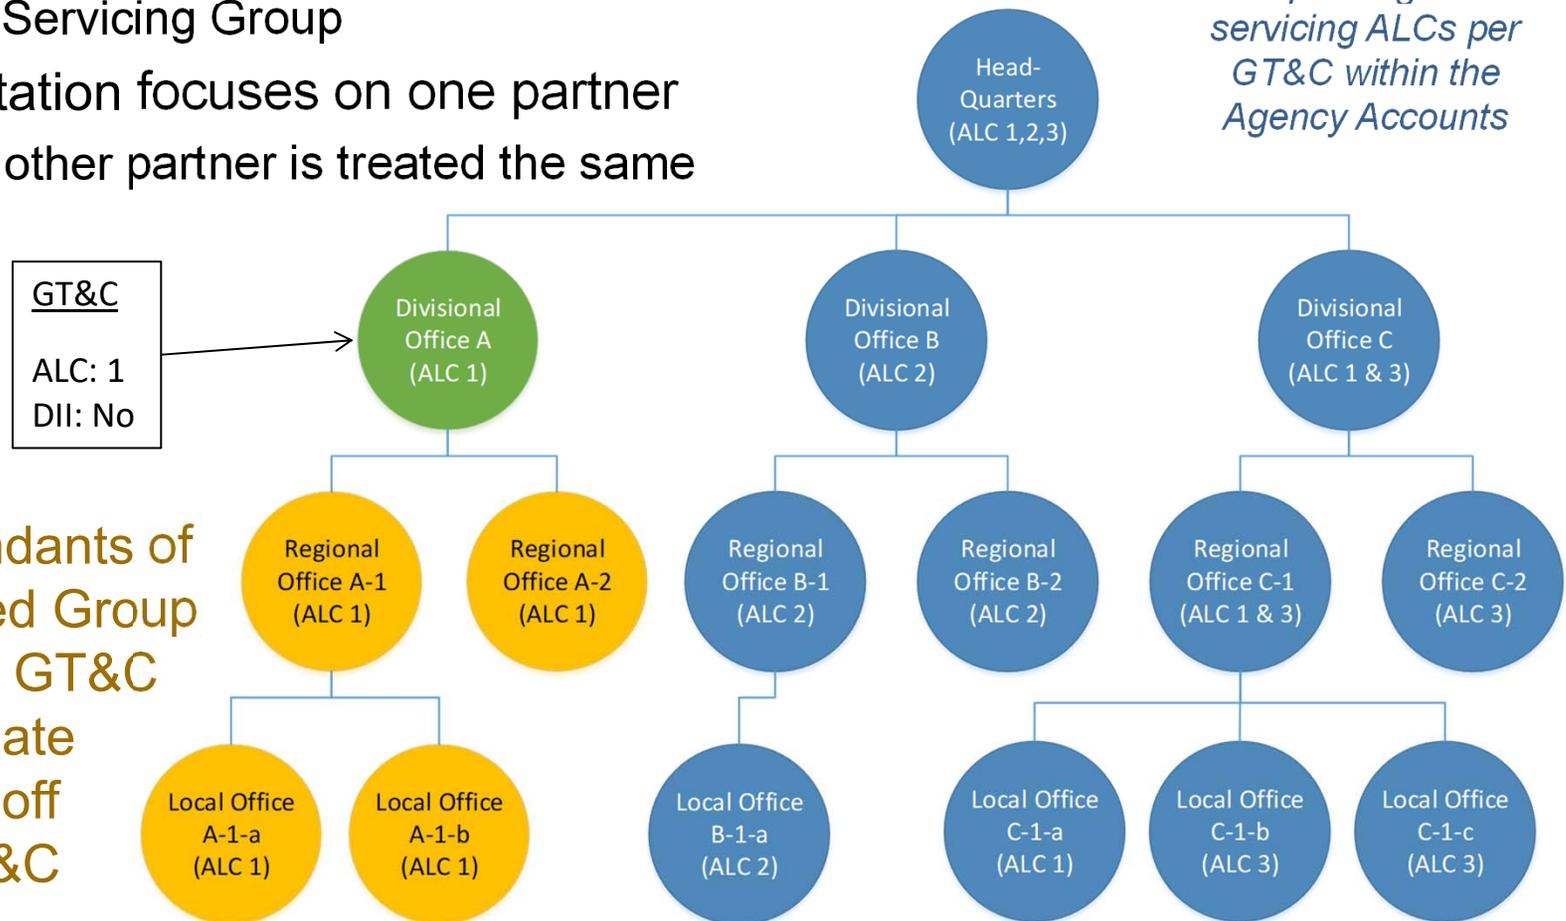 Servicing Group
tation focuses on one partner
other partner is treated the same
servicing ALCs per
GT&C within the
Agency Accounts
Head-
Quarters
(ALC 1,2,3)
GT&C
ALC: 1
DII: No
Divisional
Office A
(ALC 1)
Divisional
Office B
(ALC 2)
Divisional
Office C
(ALC 1 & 3)
ndants of
ed Group
GT&C
ate
off
&C
Regional
Office A-1
(ALC 1)
Regional
Office A-2
(ALC 1)
Regional
Office B-1
(ALC 2)
Regional
Office B-2
(ALC 2)
Regional
Office C-1
(ALC 1 & 3)
Regional
Office C-2
(ALC 3)
Local Office
A-1-a
(ALC 1)
Local Office
A-1-b
(ALC 1)
Local Office
B-1-a
(ALC 2)
Local Office
C-1-a
(ALC 1)
Local Office
C-1-b
(ALC 3)
Local Office
C-1-c
(ALC 3)